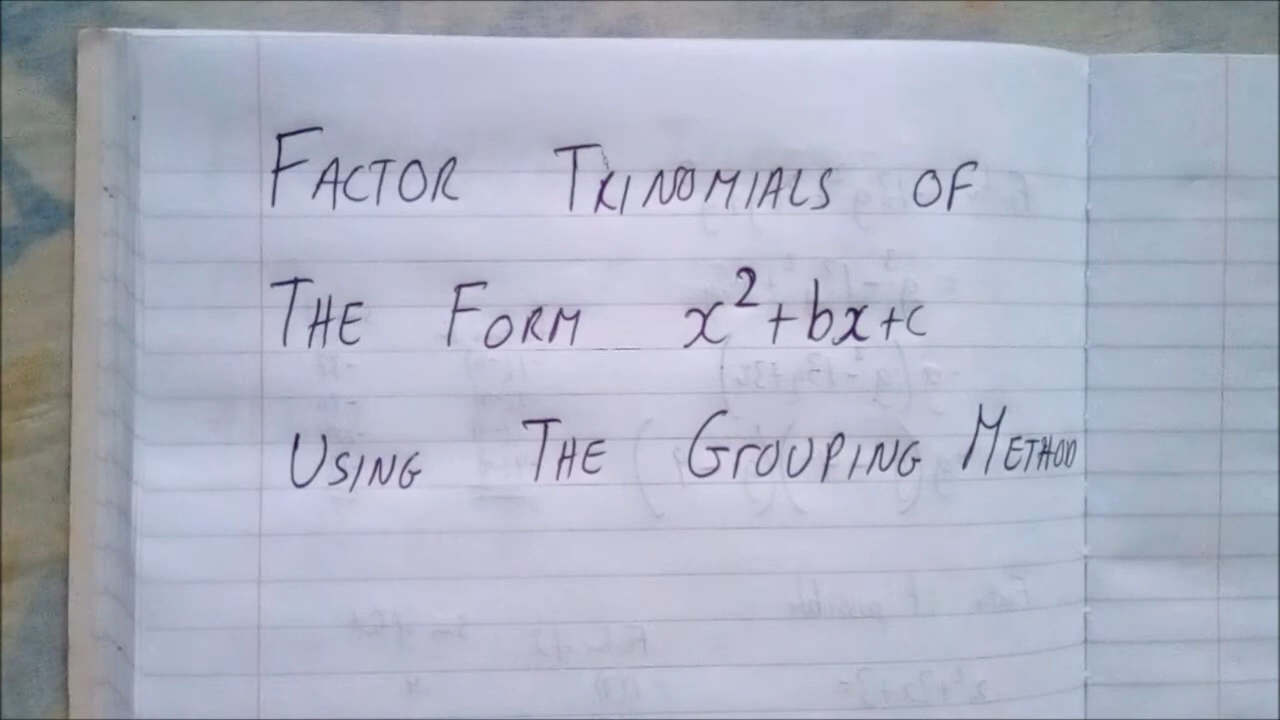 FACTOR TRINOMIALS OF
THE FORM x²+bx+c
USING THE GROUPING METHOD